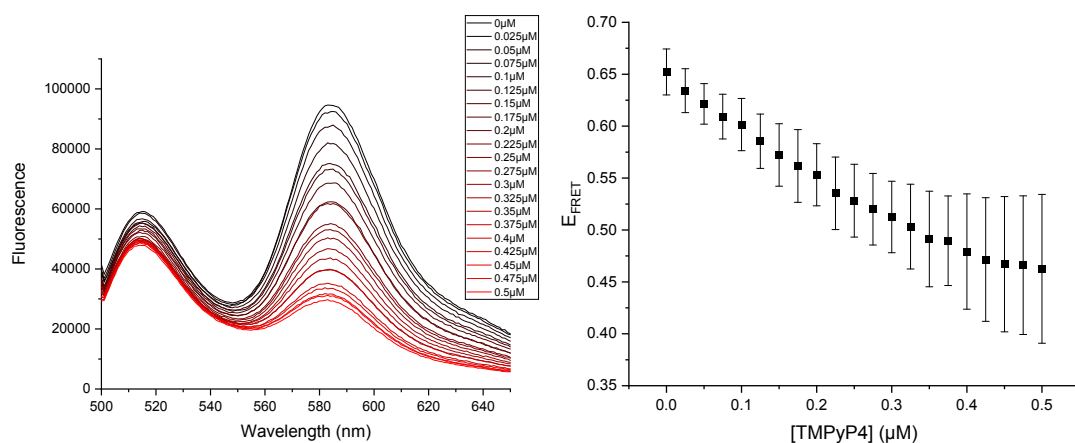 0µM
0.025µM
0.05µM
0.075µM
0.1µM
0.125µM
0.15µM
0.175µM
0.2µM
0.225µM
0.25µM
0.275µM
0.3µM
0.325µM
0.35µM
0.375µM
0.4µM
0.425µM
0.45µM
0.475µM
0.5µM
100000
80000
60000
40000
20000
0
Fluorescence
500 520 540 560 580 600 620 640
Wavelength (nm)
0.70
0.65
0.60
0.55
0.50
0.45
0.40
0.35
E_FRET
0.0 0.1 0.2 0.3 0.4 0.5
[TMPyP4] (µM)